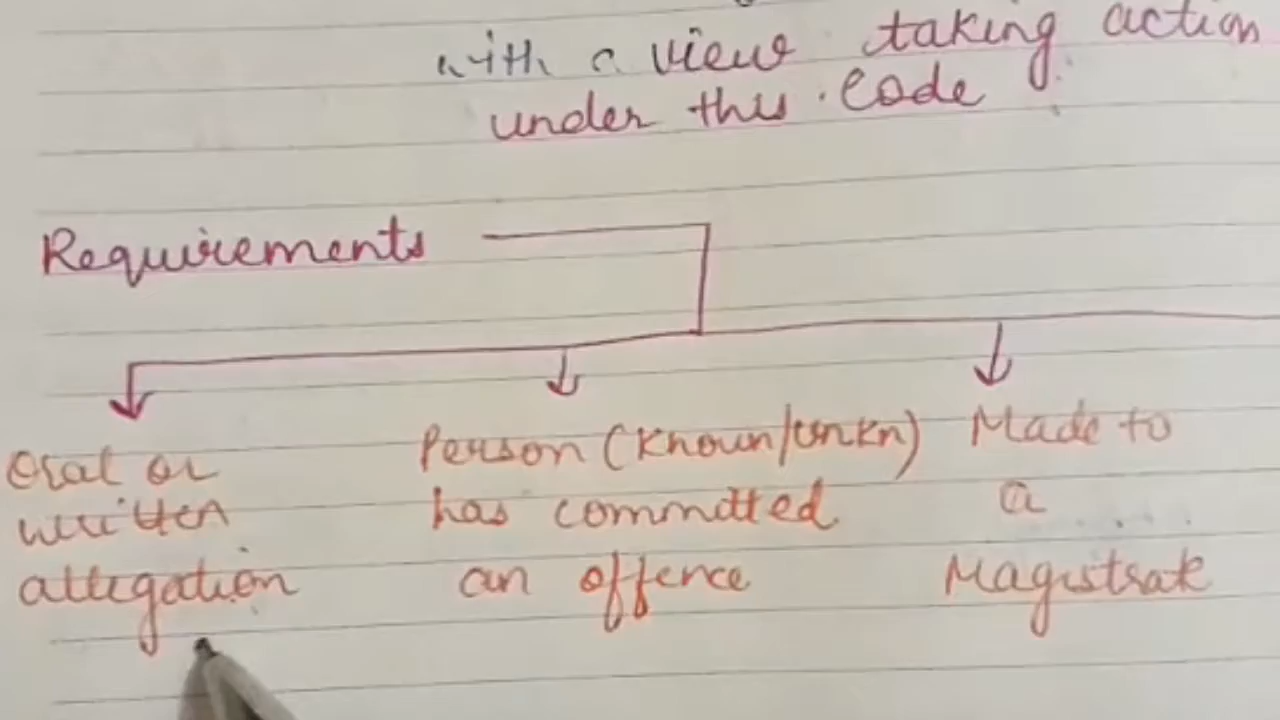 with a view taking action
under this code
Requirements
Oral or
written
allegation
Person (Known/unkn)
has committed
an offence
Made to
a
Magistrate